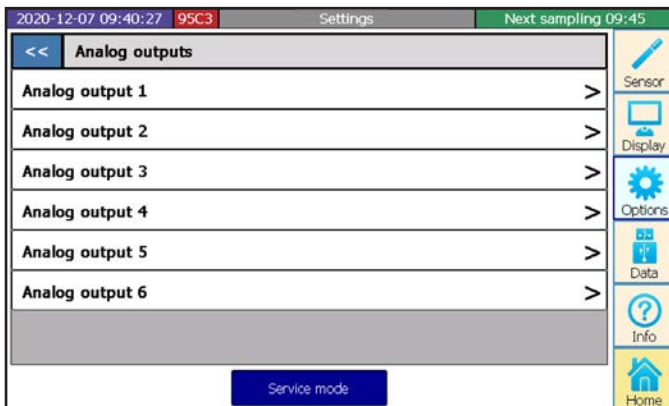 2020-12-07 09:40:27 95C3 Settings Next sampling 09:45
<< Analog outputs
Analog output 1 >
Analog output 2 >
Analog output 3 >
Analog output 4 >
Analog output 5 >
Analog output 6 >
Service mode
Sensor
Display
Options
Data
? Info
Home